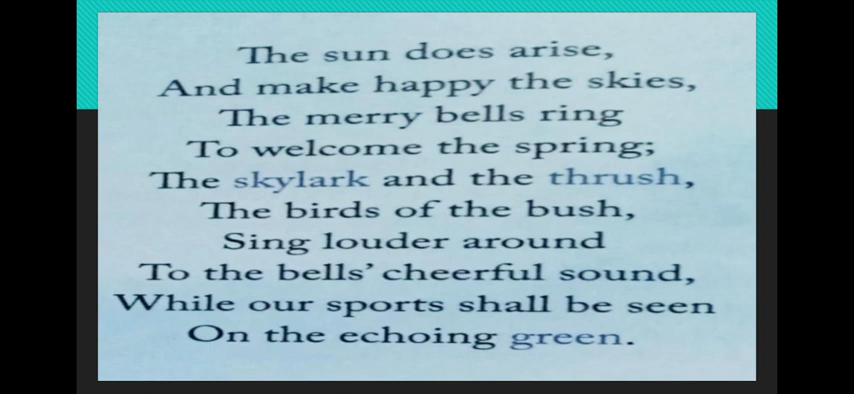 The sun does arise,
And make happy the skies,
The merry bells ring
To welcome the spring;
The skylark and the thrush,
The birds of the bush,
Sing louder around
To the bells’ cheerful sound,
While our sports shall be seen
On the echoing green.